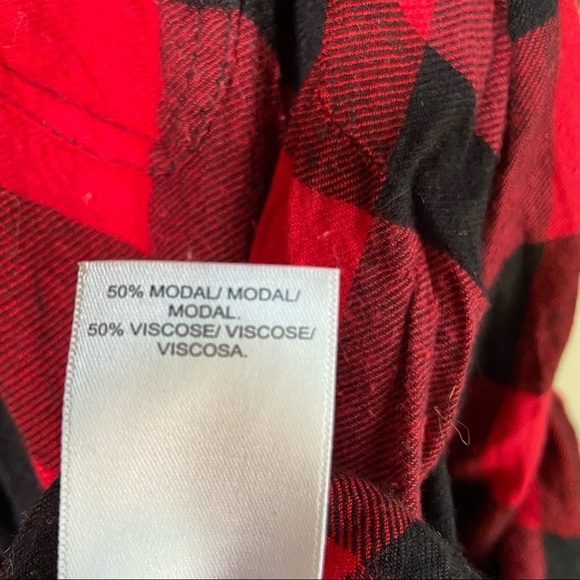 50% MODAL/ MODAL/
MODAL.
50% VISCOSE/ VISCOSE/
VISCOSA.